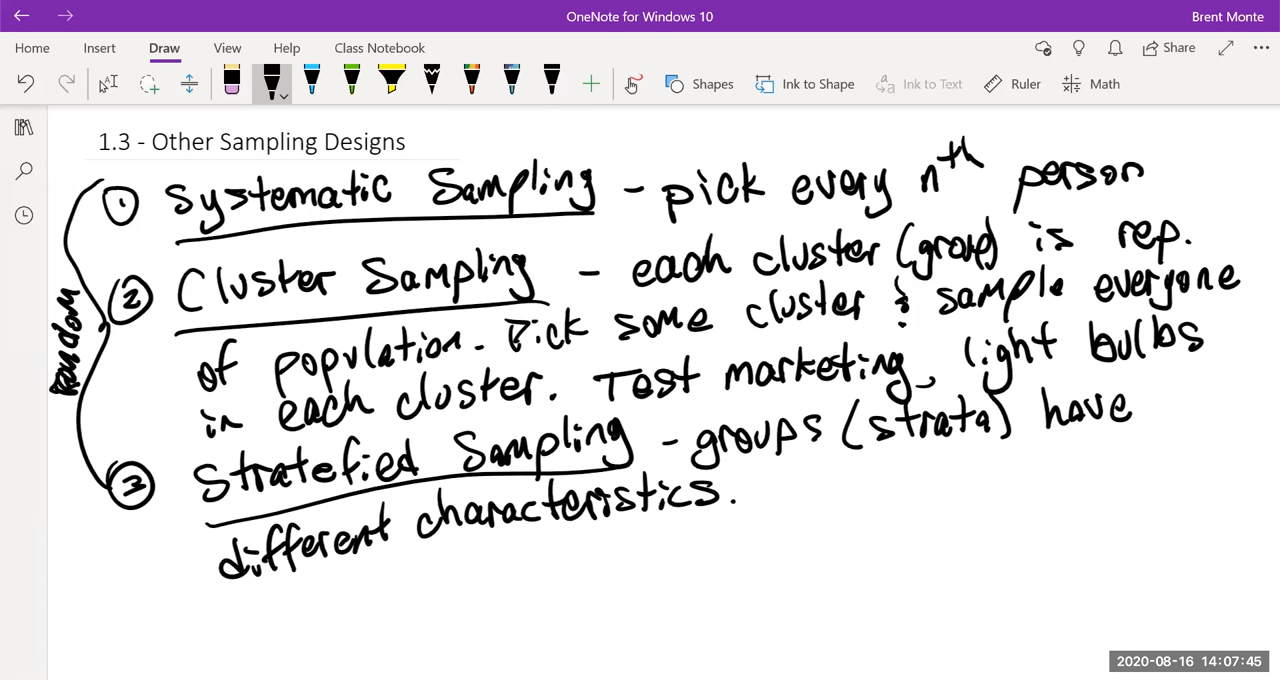 OneNote for Windows 10
Brent Monte
Home Insert Draw View Help Class Notebook
Share
Shapes Ink to Shape Ink to Text Ruler Math
1.3 - Other Sampling Designs
① Systematic Sampling - pick every nth person
② Cluster Sampling - each cluster (group) is rep.
of population. Pick some cluster & sample everyone
in each cluster. Test marketing, light bulbs
③ Stratefied Sampling - groups (strata) have
different characteristics.
Random
2020-08-16 14:07:45